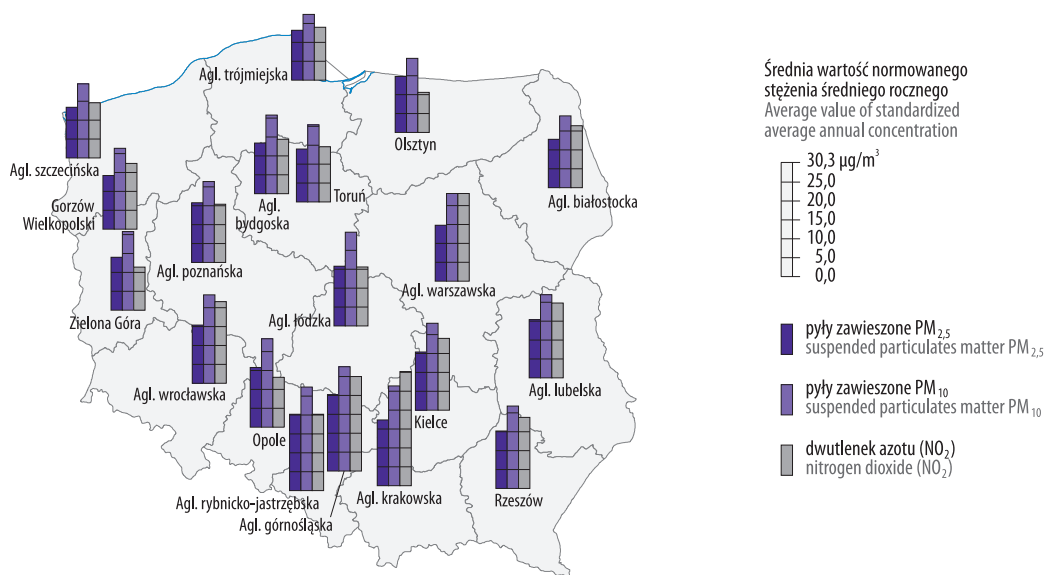 Agl. trójmiejska
Olsztyn
Agl. szczecińska
Gorzów
Wielkopolski
Agl.
bydgoska
Toruń
Agl. białostocka
Agl. poznańska
Zielona Góra
Agl. łódzka
Agl. warszawska
Agl. wrocławska
Opole
Kielce
Agl. lubelska
Agl. rybnicko-jastrzębska
Agl. górnośląska
Agl. krakowska
Rzeszów
Średnia wartość normowanego
stężenia średniego rocznego
Average value of standardized
average annual concentration
30,3 µg/m³
25,0
20,0
15,0
10,0
5,0
0,0
pyły zawieszone PM2,5
suspended particulates matter PM2,5
pyły zawieszone PM10
suspended particulates matter PM10
dwutlenek azotu (NO2)
nitrogen dioxide (NO2)